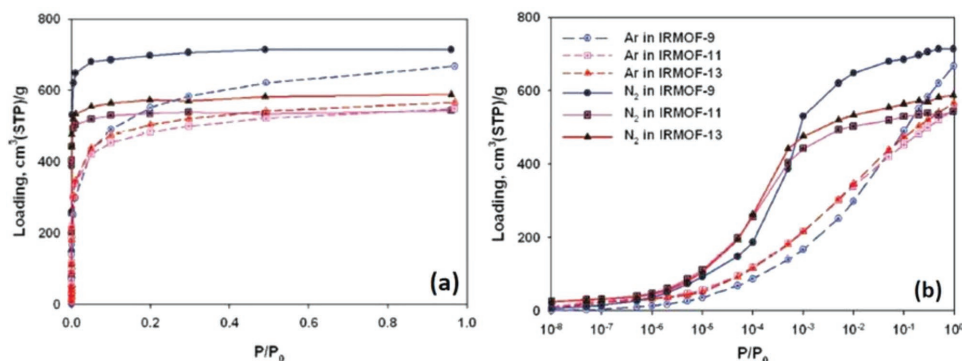 800
600
400
200
0
Loading, cm³(STP)/g
0.0 0.2 0.4 0.6 0.8 1.0
P/P₀
(a)
800
600
400
200
0
Loading, cm³(STP)/g
Ar in IRMOF-9
Ar in IRMOF-11
Ar in IRMOF-13
N₂ in IRMOF-9
N₂ in IRMOF-11
N₂ in IRMOF-13
10⁻⁸ 10⁻⁷ 10⁻⁶ 10⁻⁵ 10⁻⁴ 10⁻³ 10⁻² 10⁻¹ 10⁰
P/P₀
(b)